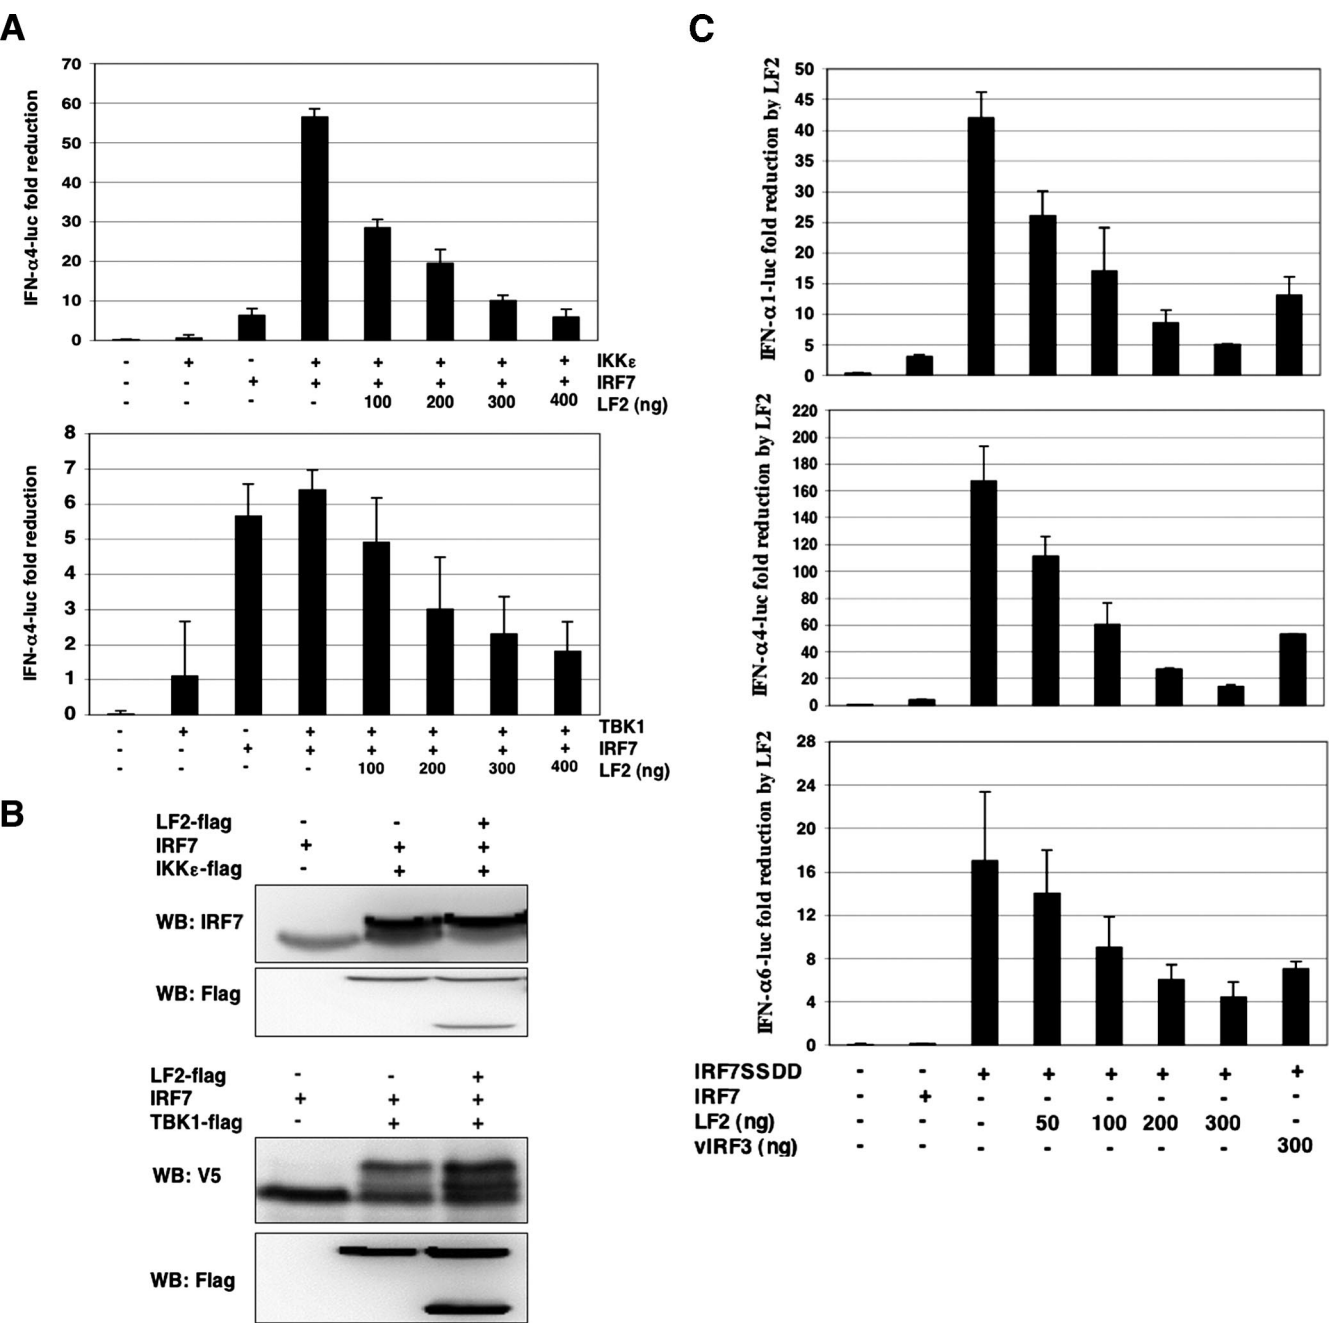 A
IFN-α4-luc fold reduction
70
60
50
40
30
20
10
0
- + - + + + + + IKKε
- - + + + + + + IRF7
- - - - 100 200 300 400 LF2 (ng)
IFN-α4-luc fold reduction
8
7
6
5
4
3
2
1
0
- + - + + + + + TBK1
- - + + + + + + IRF7
- - - - 100 200 300 400 LF2 (ng)
B
LF2-flag - - +
IRF7 + + +
IKKε-flag - + +
WB: IRF7
WB: Flag
LF2-flag - - +
IRF7 + + +
TBK1-flag - + +
WB: V5
WB: Flag
C
IFN-α1-luc fold reduction by LF2
50
45
40
35
30
25
20
15
10
5
0
IFN-α4-luc fold reduction by LF2
220
200
180
160
140
120
100
80
60
40
20
0
IFN-α6-luc fold reduction by LF2
28
24
20
16
12
8
4
0
IRF7SSDD - - + + + + + +
IRF7 - + - - - - - -
LF2 (ng) - - - 50 100 200 300 -
vIRF3 (ng) - - - - - - - 300